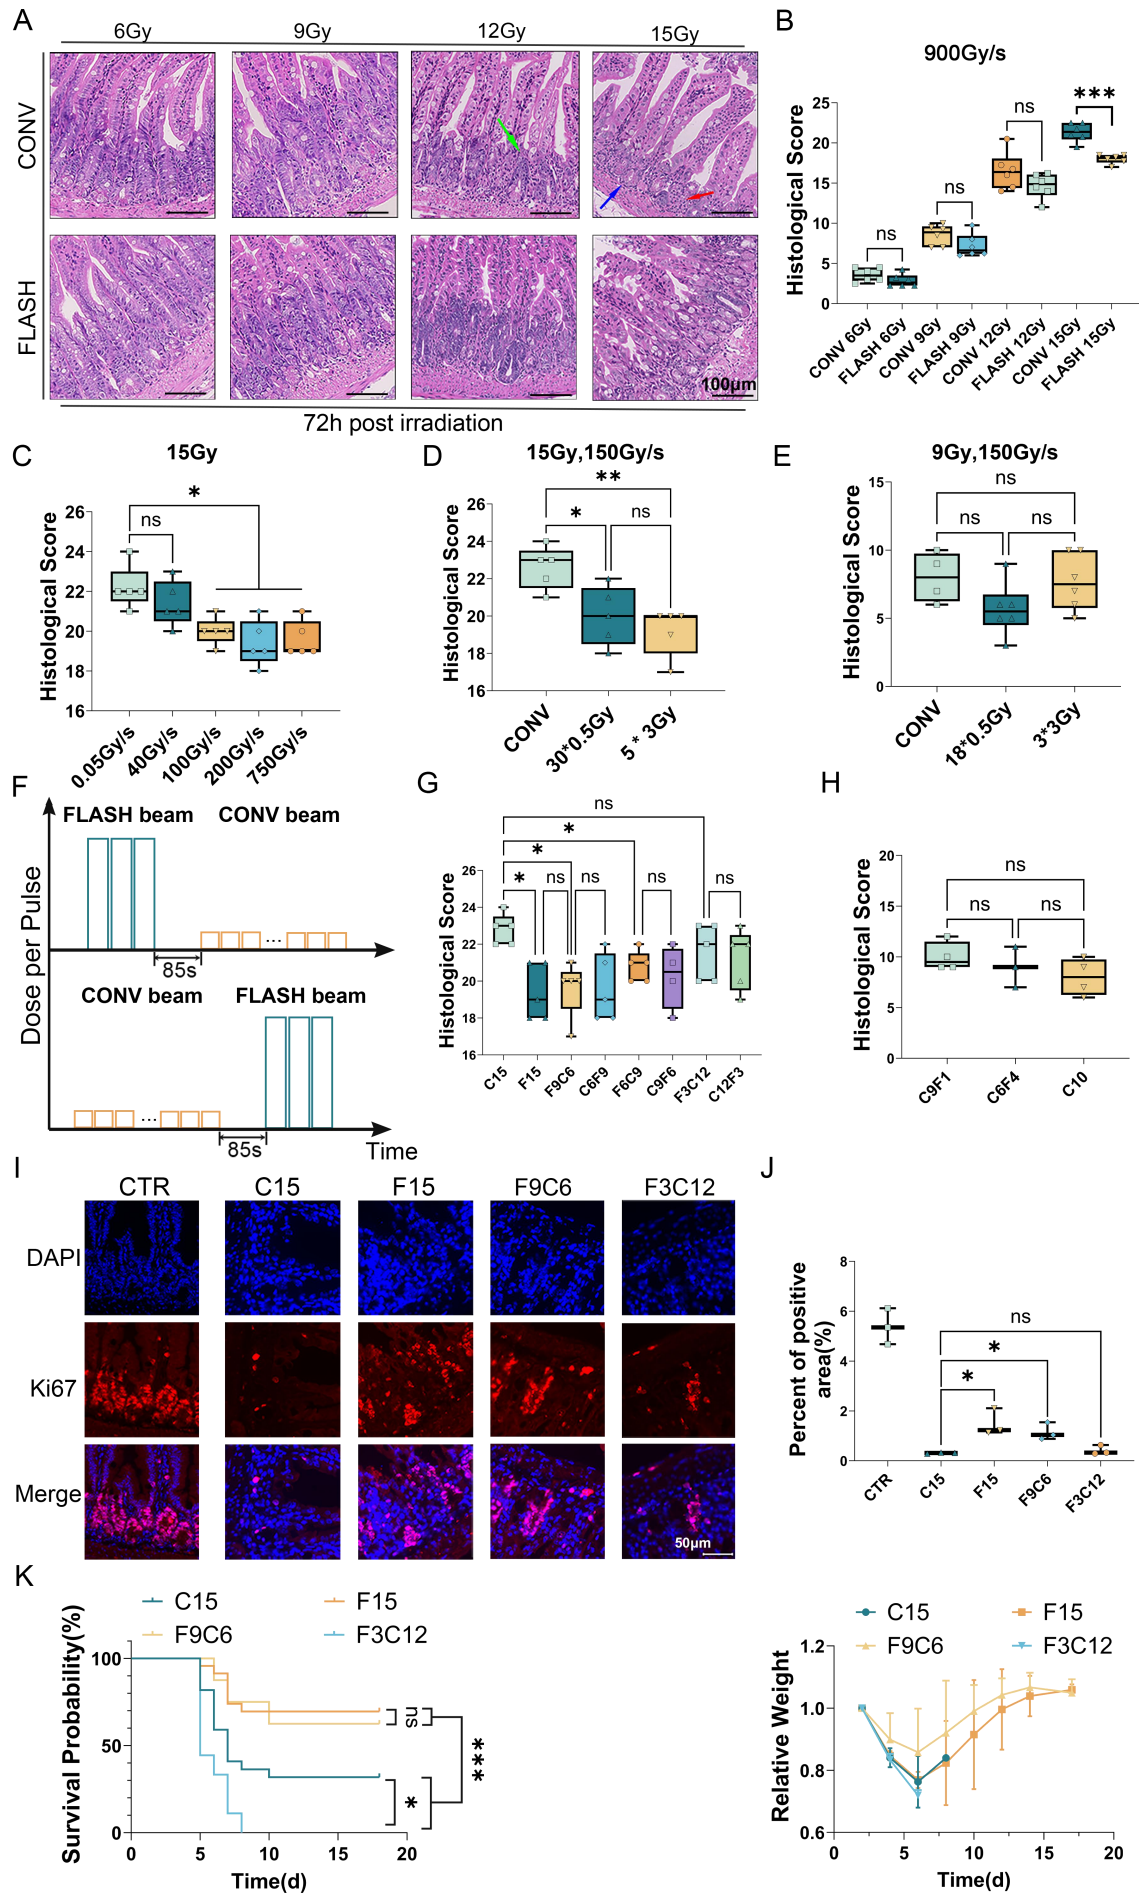 A
6Gy
9Gy
12Gy
15Gy
CONV
FLASH
100μm
72h post irradiation
B
900Gy/s
Histological Score
25
20
15
10
5
0
ns
ns
ns
***
CONV 6Gy
FLASH 6Gy
CONV 9Gy
FLASH 9Gy
CONV 12Gy
FLASH 12Gy
CONV 15Gy
FLASH 15Gy
C
15Gy
Histological Score
26
24
22
20
18
16
*
ns
0.05Gy/s
40Gy/s
100Gy/s
200Gy/s
750Gy/s
D
15Gy,150Gy/s
Histological Score
26
24
22
20
18
16
**
*
ns
CONV
30*0.5Gy
5 * 3Gy
E
9Gy,150Gy/s
Histological Score
15
10
5
0
ns
ns
ns
CONV
18*0.5Gy
3*3Gy
F
Dose per Pulse
FLASH beam
CONV beam
...
85s
CONV beam
FLASH beam
...
85s
Time
G
Histological Score
26
24
22
20
18
16
ns
*
*
*
ns
ns
ns
ns
C15
F15
F9C6
C6F9
F6C9
C9F6
F3C12
C12F3
H
Histological Score
20
15
10
5
0
ns
ns
ns
C9F1
C6F4
C10
I
CTR
C15
F15
F9C6
F3C12
DAPI
Ki67
Merge
50μm
J
Percent of positive
area(%)
8
6
4
2
0
ns
*
*
CTR
C15
F15
F9C6
F3C12
K
C15
F15
F9C6
F3C12
Survival Probability(%)
100
50
0
ns
***
*
0
5
10
15
20
Time(d)
C15
F15
F9C6
F3C12
Relative Weight
1.2
1.0
0.8
0.6
0
5
10
15
20
Time(d)